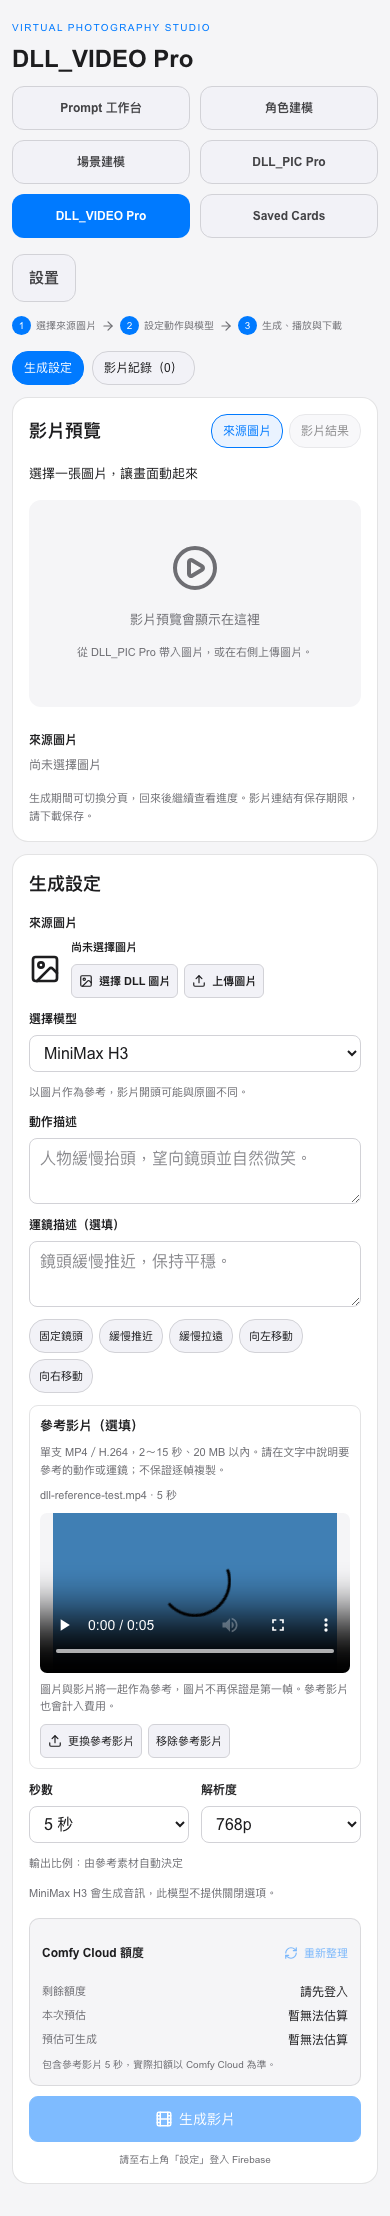 VIRTUAL PHOTOGRAPHY STUDIO
DLL_VIDEO Pro
Prompt 工作台
角色建模
場景建模
DLL_PIC Pro
DLL_VIDEO Pro
Saved Cards
設置
1 選擇來源圖片 → 2 設定動作與模型 → 3 生成、播放與下載
生成設定
影片紀錄（0）
影片預覽
來源圖片
影片結果
選擇一張圖片，讓畫面動起來
影片預覽會顯示在這裡
從 DLL_PIC Pro 帶入圖片，或在右側上傳圖片。
來源圖片
尚未選擇圖片
生成期間可切換分頁，回來後繼續查看進度。影片連結有保存期限，
請下載保存。
生成設定
來源圖片
尚未選擇圖片
選擇 DLL 圖片
上傳圖片
選擇模型
MiniMax H3
以圖片作為參考，影片開頭可能與原圖不同。
動作描述
人物緩慢抬頭，望向鏡頭並自然微笑。
運鏡描述（選填）
鏡頭緩慢推近，保持平穩。
固定鏡頭
緩慢推近
緩慢拉遠
向左移動
向右移動
參考影片（選填）
單支 MP4 / H.264，2～15 秒、20 MB 以內。請在文字中說明要
參考的動作或運鏡；不保證逐幀複製。
dll-reference-test.mp4 · 5 秒
0:00 / 0:05
圖片與影片將一起作為參考，圖片不再保證是第一幀。參考影片
也會計入費用。
更換參考影片
移除參考影片
秒數
解析度
5 秒
768p
輸出比例：由參考素材自動決定
MiniMax H3 會生成音訊，此模型不提供關閉選項。
Comfy Cloud 額度
重新整理
剩餘額度
請先登入
本次預估
暫無法估算
預估可生成
暫無法估算
包含參考影片 5 秒，實際扣額以 Comfy Cloud 為準。
生成影片
請至右上角「設定」登入 Firebase